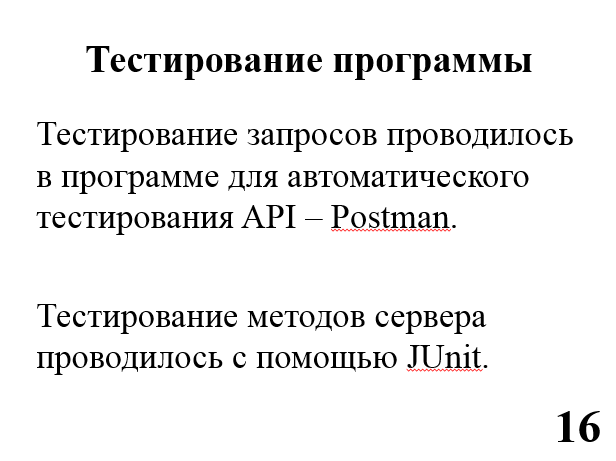 Тестирование программы
Тестирование запросов проводилось
в программе для автоматического
тестирования API – Postman.
Тестирование методов сервера
проводилось с помощью JUnit.
16